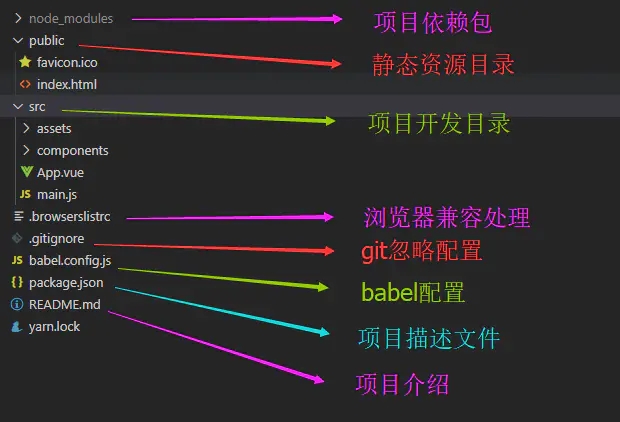 node_modules
项目依赖包
public
静态资源目录
favicon.ico
index.html
src
项目开发目录
assets
components
App.vue
JS main.js
.browserslistrc
浏览器兼容处理
.gitignore
git忽略配置
JS babel.config.js
babel配置
{} package.json
项目描述文件
README.md
项目介绍
yarn.lock